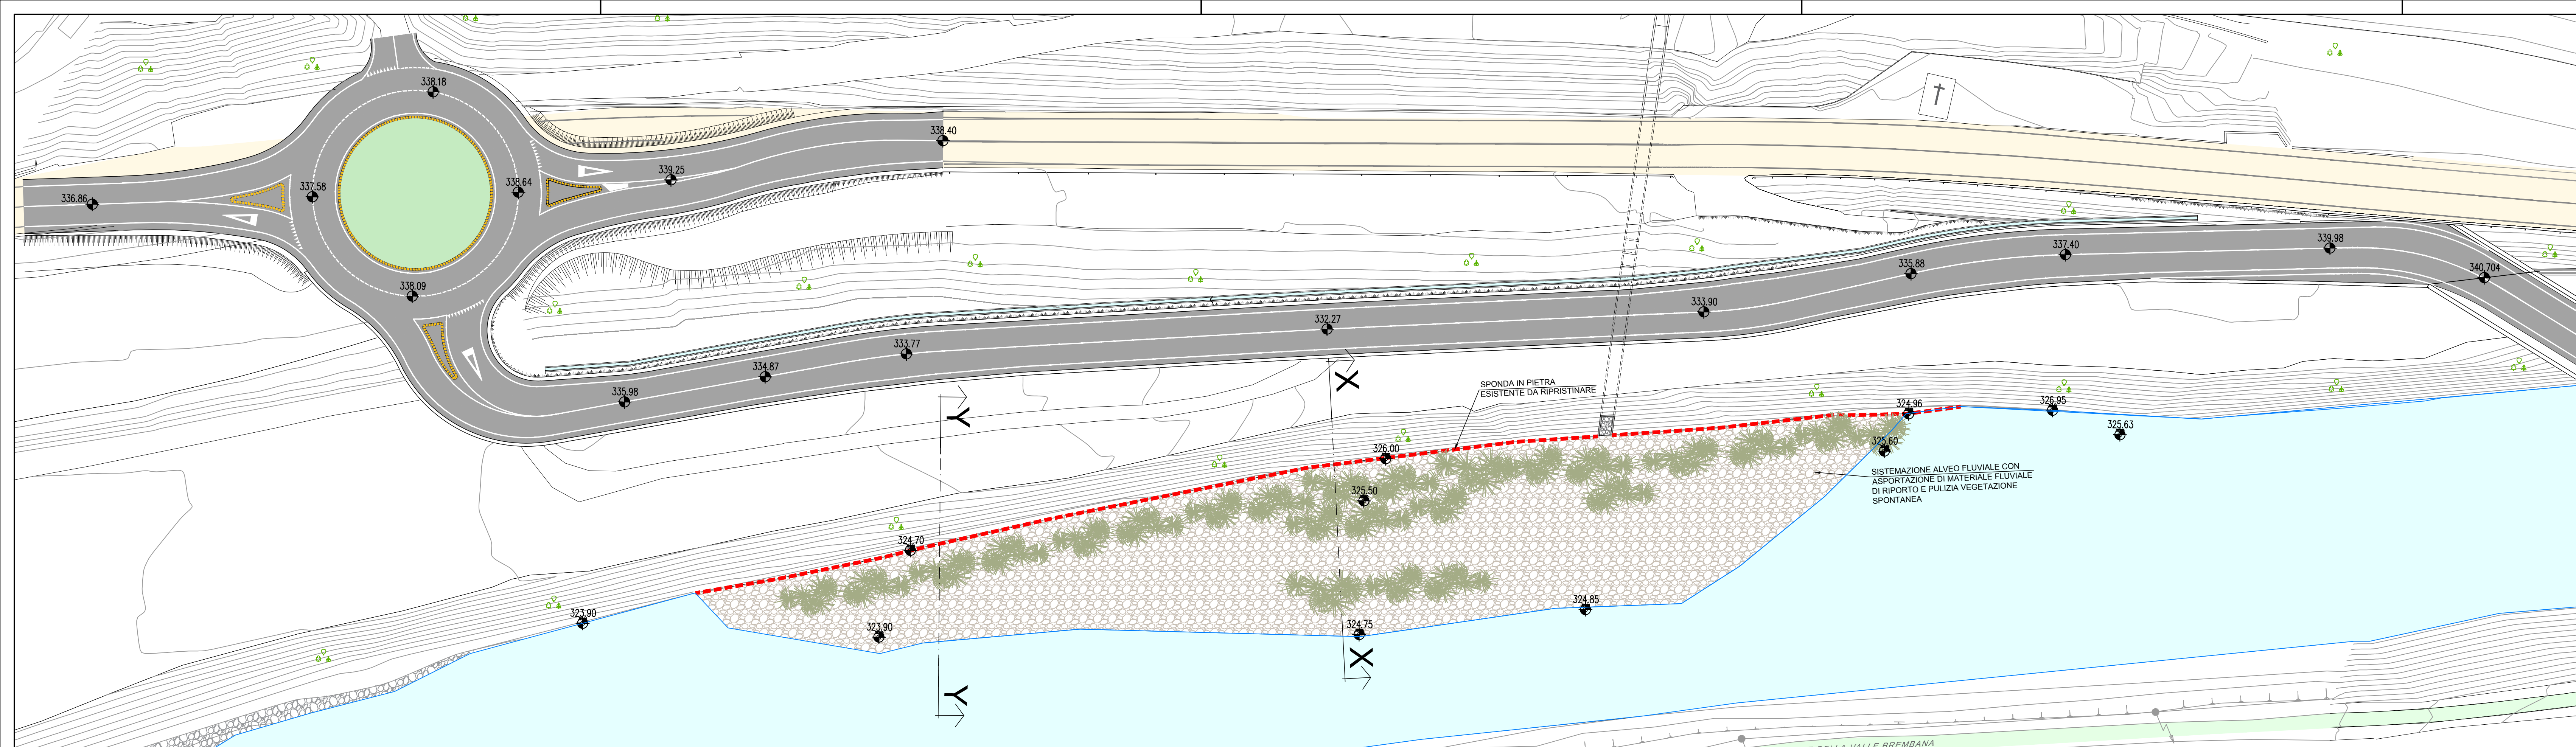 338.18
338.40
339.25
337.58
338.64
336.86
338.09
339.98
337.40
335.88
340.704
333.90
332.27
333.77
334.87
335.98
X
Y
SPONDA IN PIETRA
ESISTENTE DA RIPRISTINARE
324.96
326.95
325.63
325.60
326.00
325.50
SISTEMAZIONE ALVEO FLUVIALE CON
ASPORTAZIONE DI MATERIALE FLUVIALE
DI RIPORTO E PULIZIA VEGETAZIONE
SPONTANEA
324.70
323.90
323.90
324.85
324.75
X
Y
DELLA VALLE BREMBANA